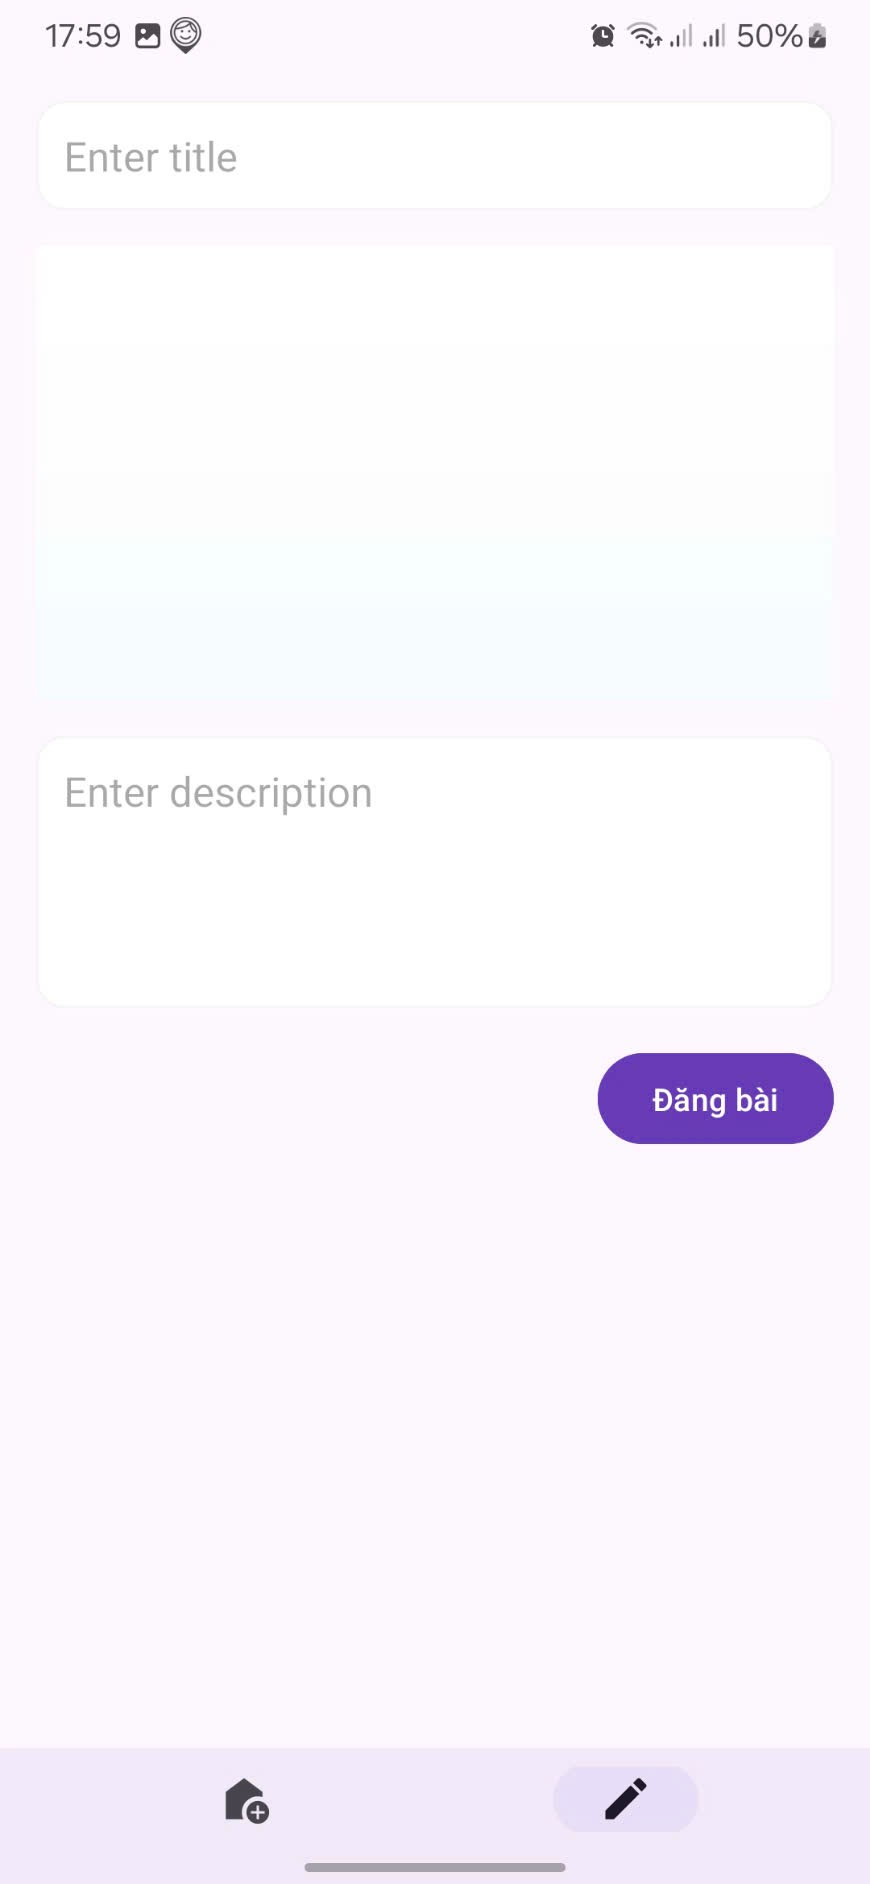 17:59
50%
Enter title
Enter description
Đăng bài